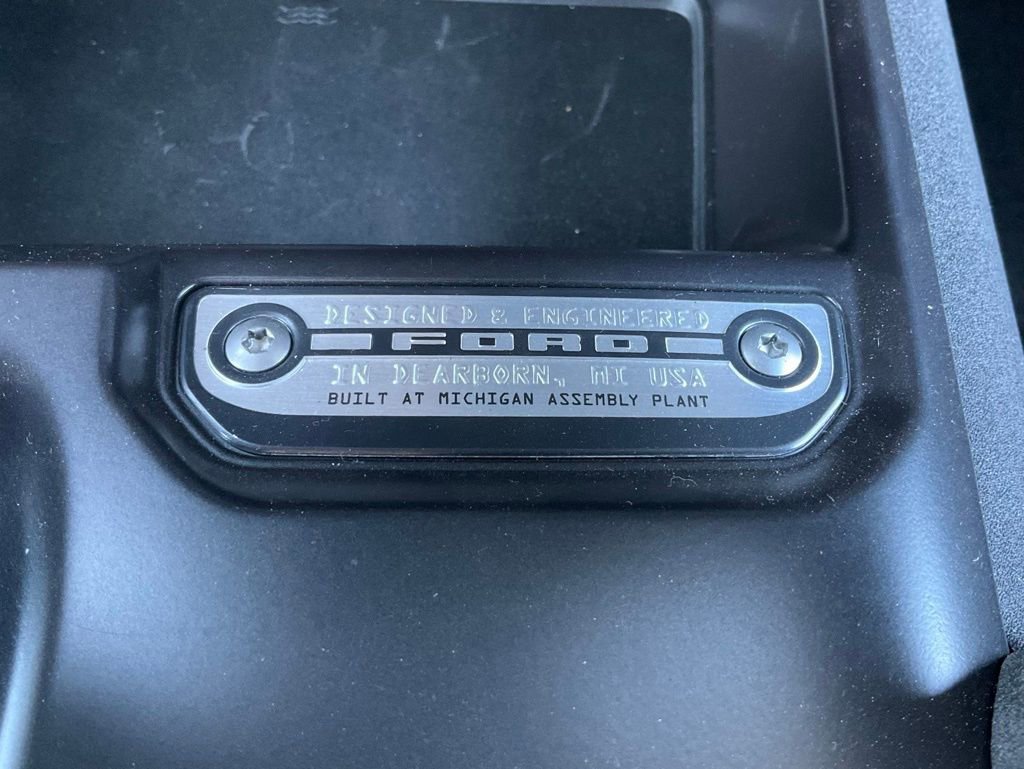 DESIGNED & ENGINEERED
FORD
IN DEARBORN, MI USA
BUILT AT MICHIGAN ASSEMBLY PLANT